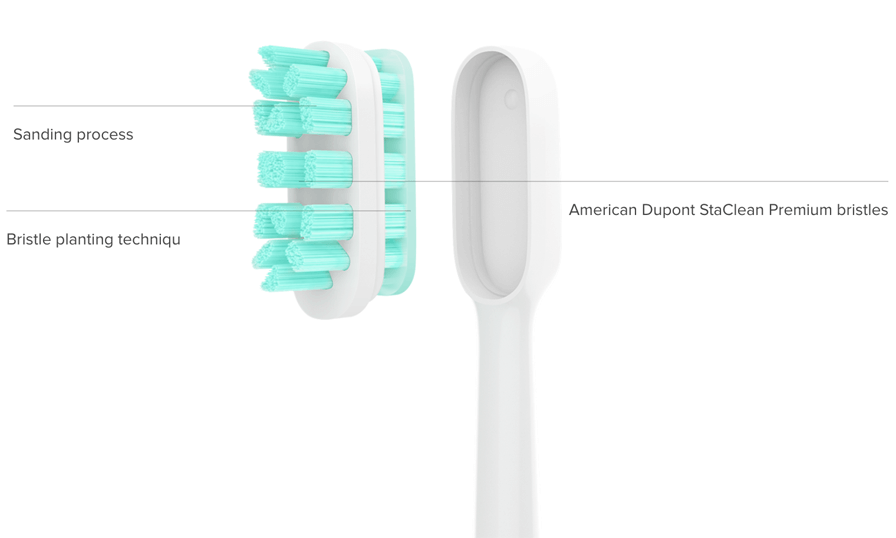 Sanding process
American Dupont StaClean Premium bristles
Bristle planting techniqu